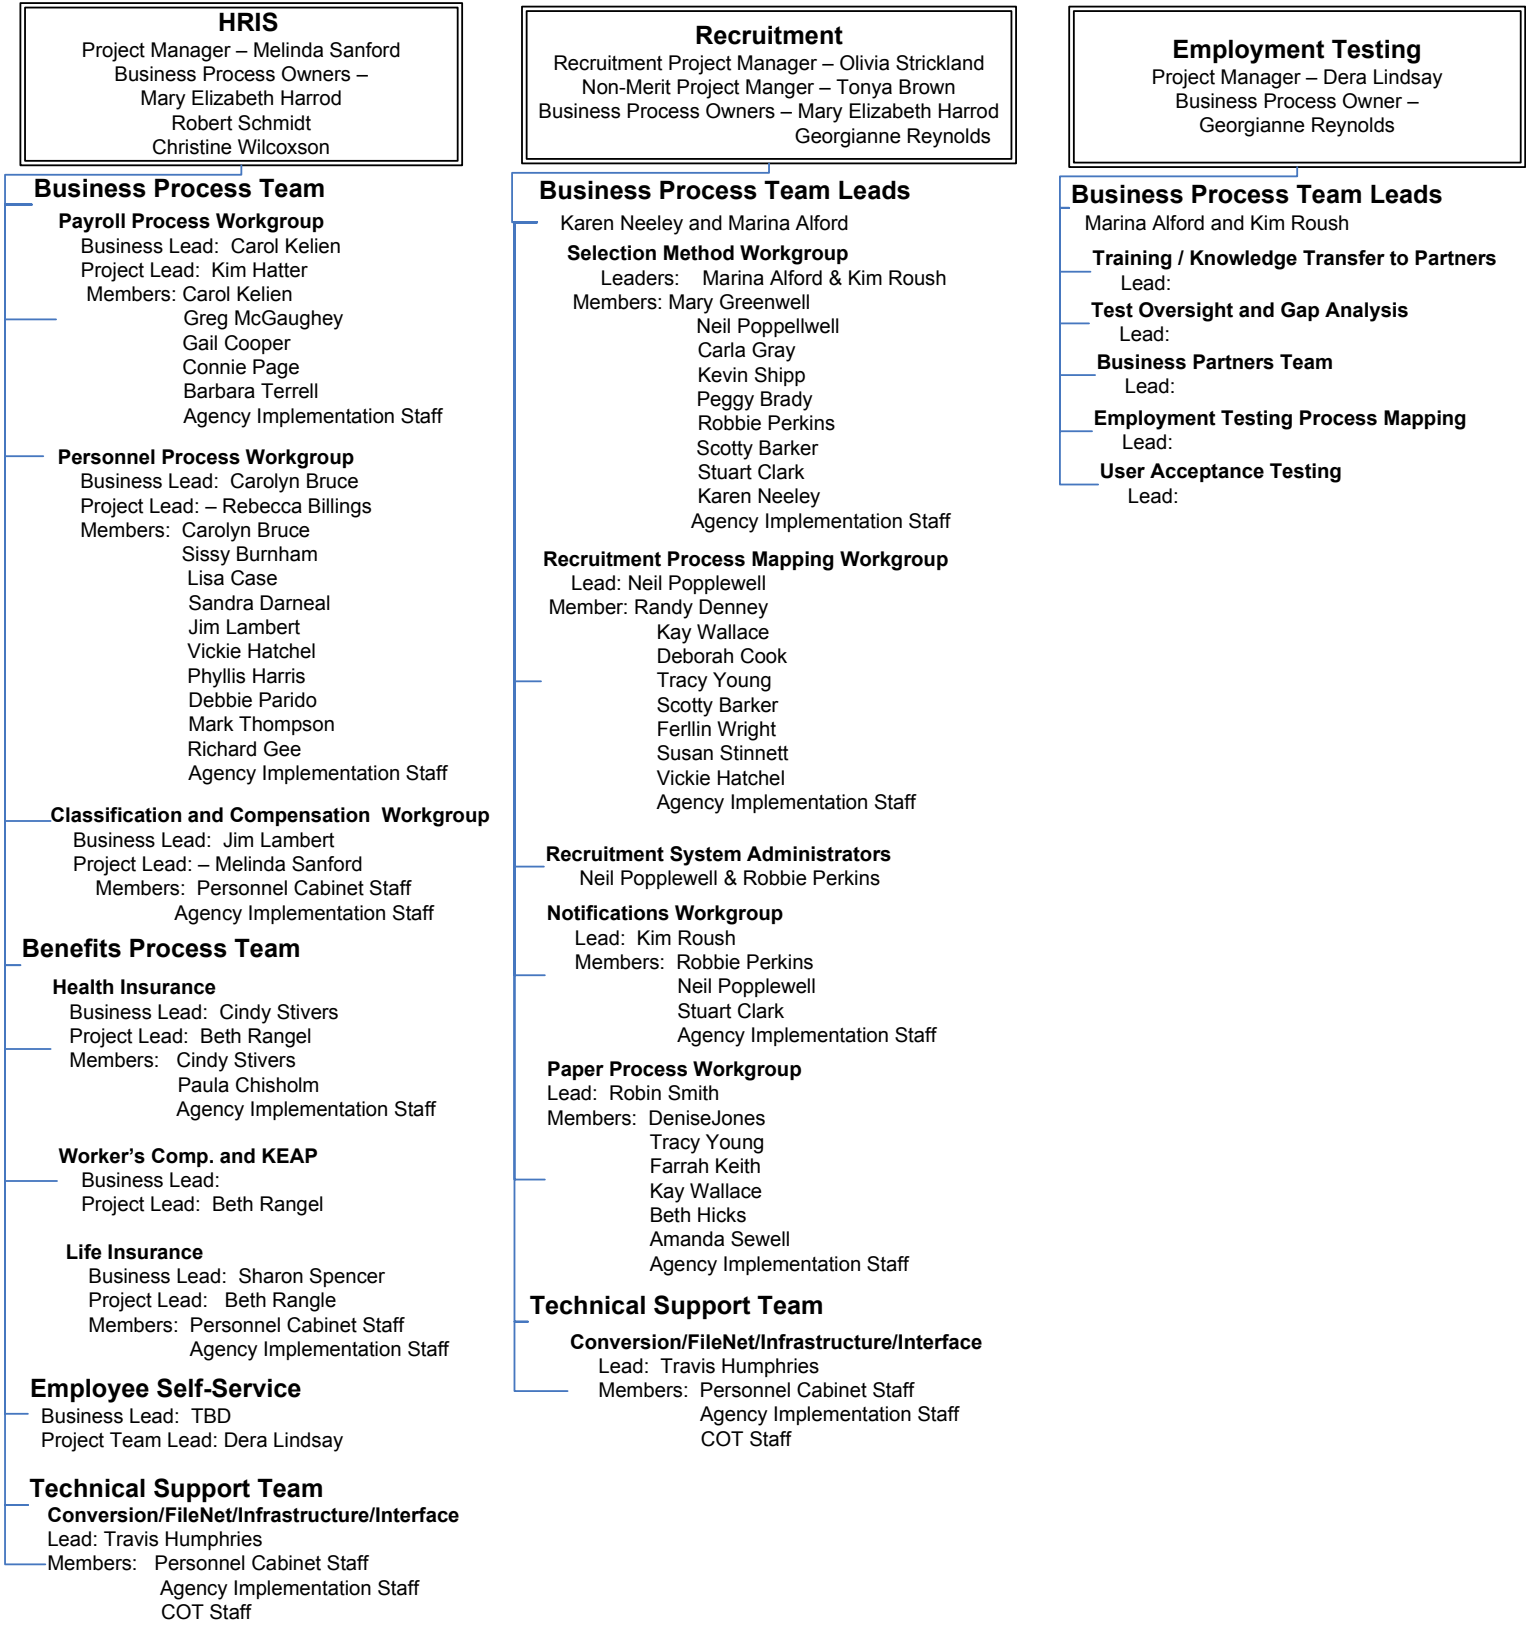 HRIS
Project Manager – Melinda Sanford
Business Process Owners –
Mary Elizabeth Harrod
Robert Schmidt
Christine Wilcoxson
Business Process Team
Payroll Process Workgroup
Business Lead:  Carol Kelien
Project Lead:  Kim Hatter
Members: Carol Kelien
Greg McGaughey
Gail Cooper
Connie Page
Barbara Terrell
Agency Implementation Staff
Personnel Process Workgroup
Business Lead:  Carolyn Bruce
Project Lead: – Rebecca Billings
Members:  Carolyn Bruce
Sissy Burnham
Lisa Case
Sandra Darneal
Jim Lambert
Vickie Hatchel
Phyllis Harris
Debbie Parido
Mark Thompson
Richard Gee
Agency Implementation Staff
Classification and Compensation  Workgroup
Business Lead:  Jim Lambert
Project Lead: – Melinda Sanford
Members:  Personnel Cabinet Staff
Agency Implementation Staff
Benefits Process Team
Health Insurance
Business Lead:  Cindy Stivers
Project Lead:  Beth Rangel
Members:   Cindy Stivers
Paula Chisholm
Agency Implementation Staff
Worker’s Comp. and KEAP
Business Lead:
Project Lead:  Beth Rangel
Life Insurance
Business Lead:  Sharon Spencer
Project Lead:   Beth Rangle
Members:  Personnel Cabinet Staff
Agency Implementation Staff
Employee Self-Service
Business Lead:  TBD
Project Team Lead: Dera Lindsay
Technical Support Team
Conversion/FileNet/Infrastructure/Interface
Lead: Travis Humphries
Members:   Personnel Cabinet Staff
Agency Implementation Staff
COT Staff
Recruitment
Recruitment Project Manager – Olivia Strickland
Non-Merit Project Manger – Tonya Brown
Business Process Owners – Mary Elizabeth Harrod
Georgianne Reynolds
Business Process Team Leads
Karen Neeley and Marina Alford
Selection Method Workgroup
Leaders:    Marina Alford & Kim Roush
Members: Mary Greenwell
Neil Poppellwell
Carla Gray
Kevin Shipp
Peggy Brady
Robbie Perkins
Scotty Barker
Stuart Clark
Karen Neeley
Agency Implementation Staff
Recruitment Process Mapping Workgroup
Lead: Neil Popplewell
Member: Randy Denney
Kay Wallace
Deborah Cook
Tracy Young
Scotty Barker
Ferllin Wright
Susan Stinnett
Vickie Hatchel
Agency Implementation Staff
Recruitment System Administrators
Neil Popplewell & Robbie Perkins
Notifications Workgroup
Lead:  Kim Roush
Members:  Robbie Perkins
Neil Popplewell
Stuart Clark
Agency Implementation Staff
Paper Process Workgroup
Lead:  Robin Smith
Members:  DeniseJones
Tracy Young
Farrah Keith
Kay Wallace
Beth Hicks
Amanda Sewell
Agency Implementation Staff
Technical Support Team
Conversion/FileNet/Infrastructure/Interface
Lead:  Travis Humphries
Members:  Personnel Cabinet Staff
Agency Implementation Staff
COT Staff
Employment Testing
Project Manager – Dera Lindsay
Business Process Owner –
Georgianne Reynolds
Business Process Team Leads
Marina Alford and Kim Roush
Training / Knowledge Transfer to Partners
Lead:
Test Oversight and Gap Analysis
Lead:
Business Partners Team
Lead:
Employment Testing Process Mapping
Lead:
User Acceptance Testing
Lead: